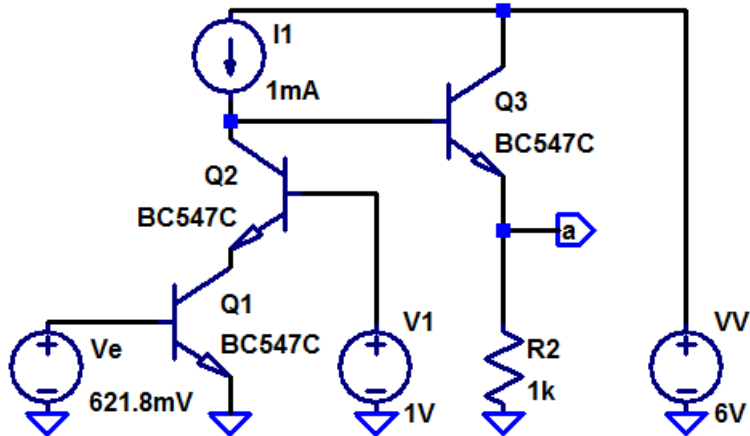 I1
1mA
Q3
BC547C
Q2
BC547C
a
Q1
BC547C
Ve
621.8mV
V1
1V
R2
1k
VV
6V